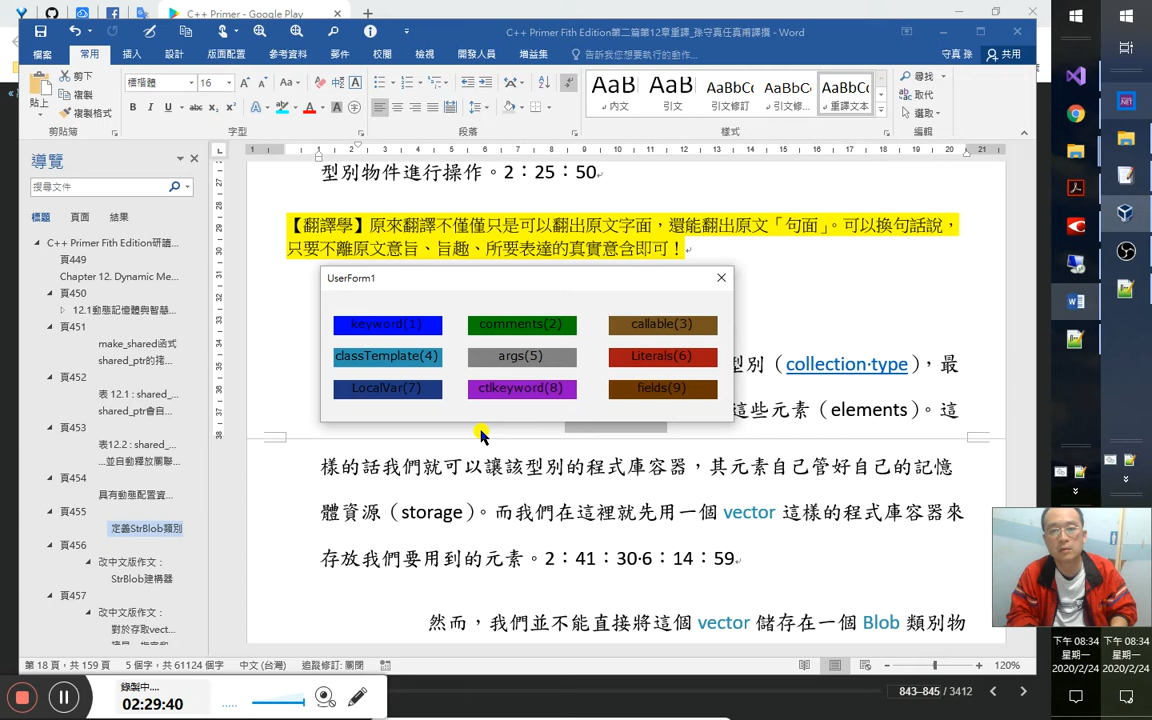 C++ Primer - Google Play
C++ Primer Fith Edition第二篇第12章重譯_孫守真任真甫譯撰 - Word
檔案 常用 插入 設計 版面配置 參考資料 郵件 校閱 檢視 開發人員 增益集 告訴我您想要執行的動作... 守真 孫 共用
貼上 剪下 複製 複製格式 標楷體 16 AaB AaB AaBbCc AaBbCc AaBbCc 尋找 取代 選取
內文 引文 引文修訂 引文修... 重譯文本
剪貼簿 字型 段落 樣式 編輯
導覽
搜尋文件
標題 頁面 結果
C++ Primer Fith Edition研讀...
頁449
Chapter 12. Dynamic Me...
頁450
12.1動態記憶體與智慧...
頁451
make_shared函式
shared_ptr的拷...
頁452
表 12.1 : shared_...
shared_ptr會自...
頁453
表12.2 : shared_...
...並自動釋放關聯...
頁454
具有動態配置資...
頁455
定義StrBlob類別
頁456
改中文版作文：
StrBlob建構器
頁457
改中文版作文：
對於存取vect...
型別物件進行操作。2：25：50
【翻譯學】原來翻譯不僅僅只是可以翻出原文字面，還能翻出原文「句面」。可以換句話說，
只要不離原文意旨、旨趣、所要表達的真實意含即可！
UserForm1
keyword(1) comments(2) callable(3)
classTemplate(4) args(5) Literals(6)
LocalVar(7) ctlkeyword(8) fields(9)
型別（collection·type），最
這些元素（elements）。這
樣的話我們就可以讓該型別的程式庫容器，其元素自己管好自己的記憶
體資源（storage）。而我們在這裡就先用一個 vector 這樣的程式庫容器來
存放我們要用到的元素。2：41：30·6：14：59
然而，我們並不能直接將這個 vector 儲存在一個 Blob 類別物
第 18 頁，共 159 頁 5 個字，共 61124 個字 中文 (台灣) 追蹤修訂: 關閉 120%
錄製中....
02:29:40
843–845 / 3412
下午 08:34 下午 08:34
星期一 星期一
2020/2/24 2020/2/24